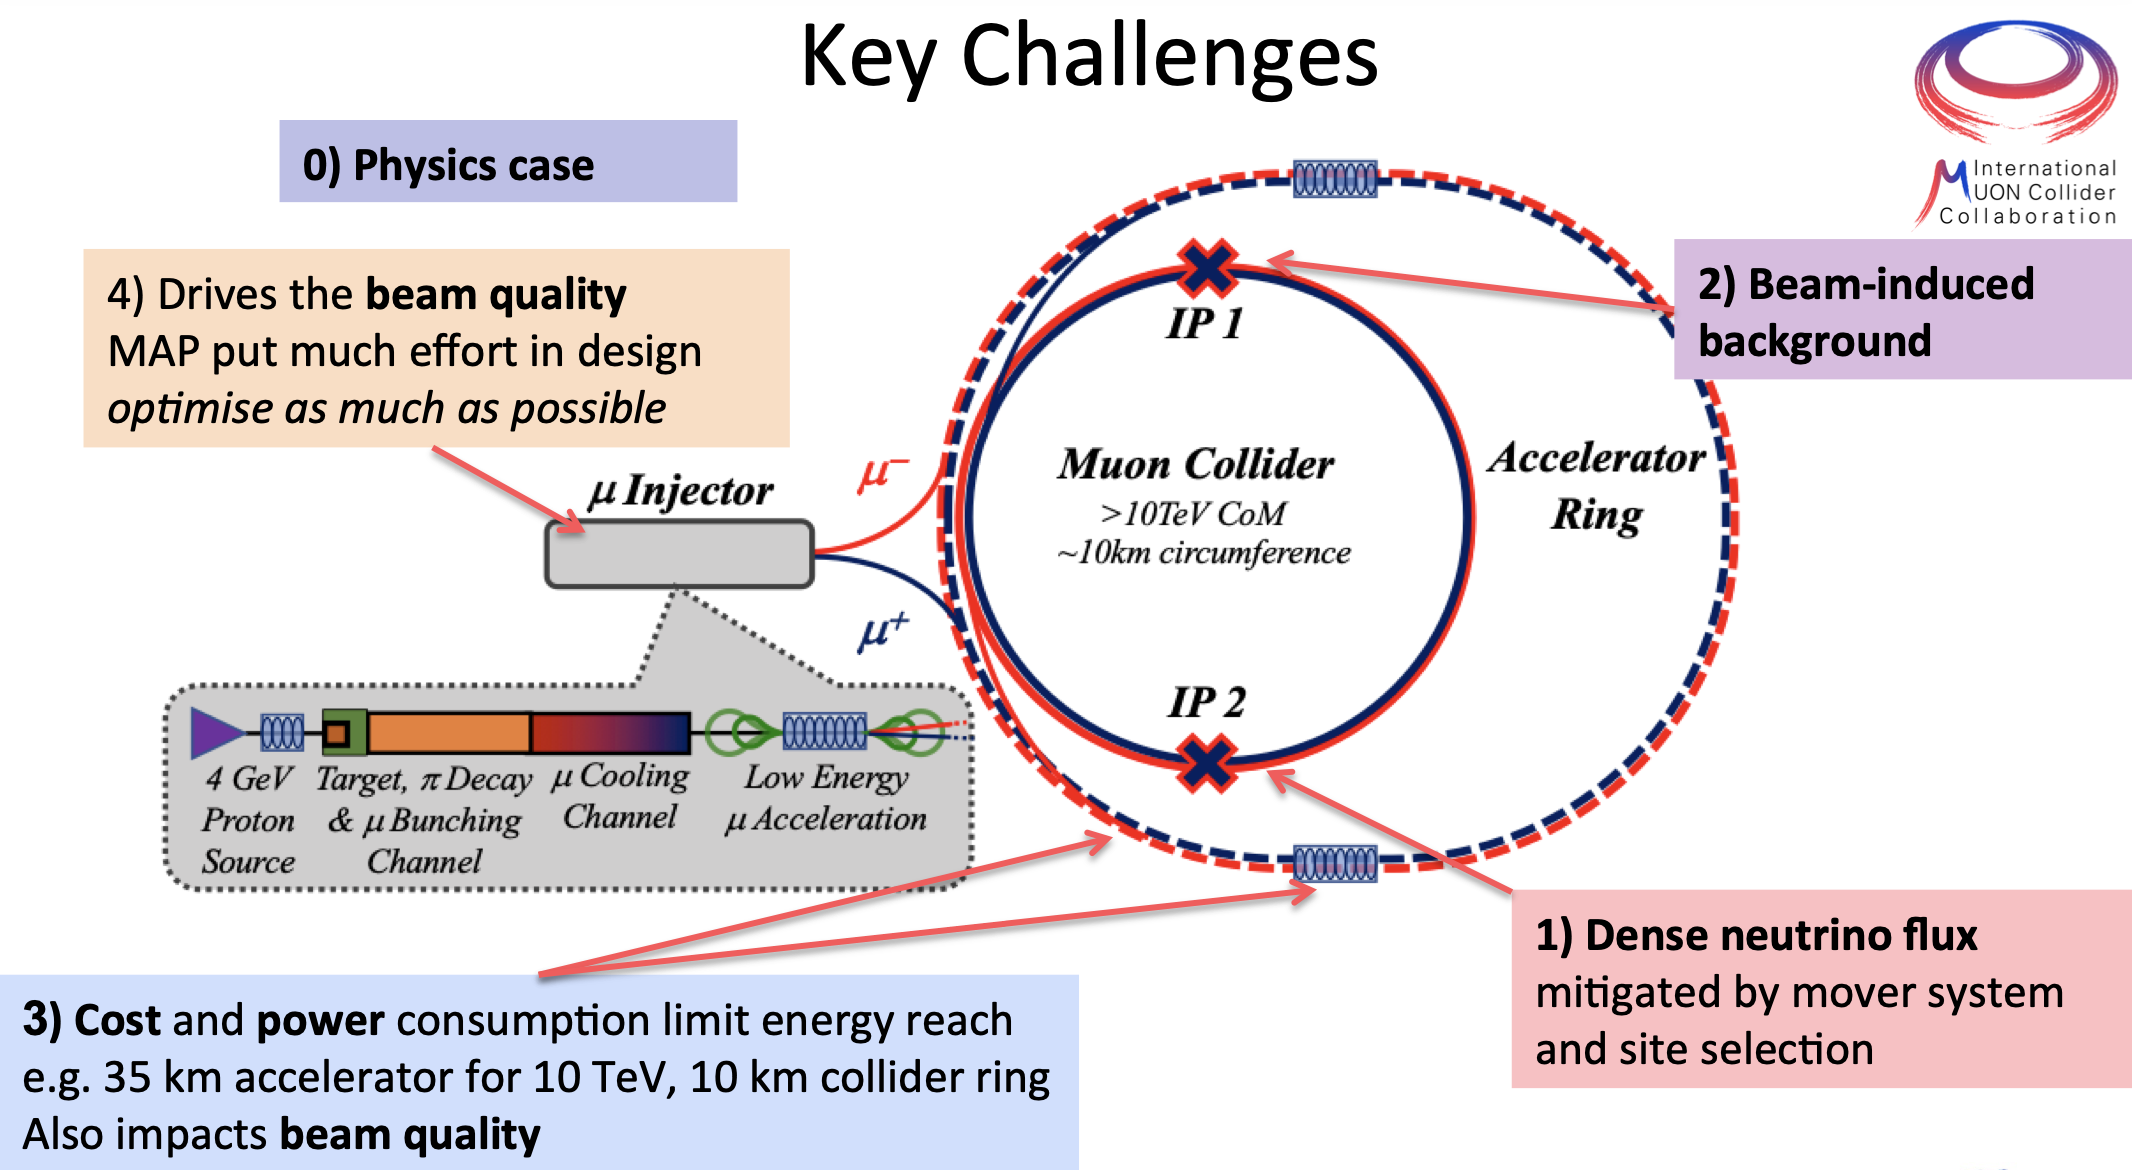 Key Challenges
International
MUON Collider
Collaboration
0) Physics case
4) Drives the beam quality
MAP put much effort in design
optimise as much as possible
2) Beam-induced
background
IP 1
μ Injector
μ−
μ+
Muon Collider
>10TeV CoM
~10km circumference
Accelerator
Ring
IP 2
4 GeV
Proton
Source
Target, π Decay
& μ Bunching
Channel
μ Cooling
Channel
Low Energy
μ Acceleration
1) Dense neutrino flux
mitigated by mover system
and site selection
3) Cost and power consumption limit energy reach
e.g. 35 km accelerator for 10 TeV, 10 km collider ring
Also impacts beam quality